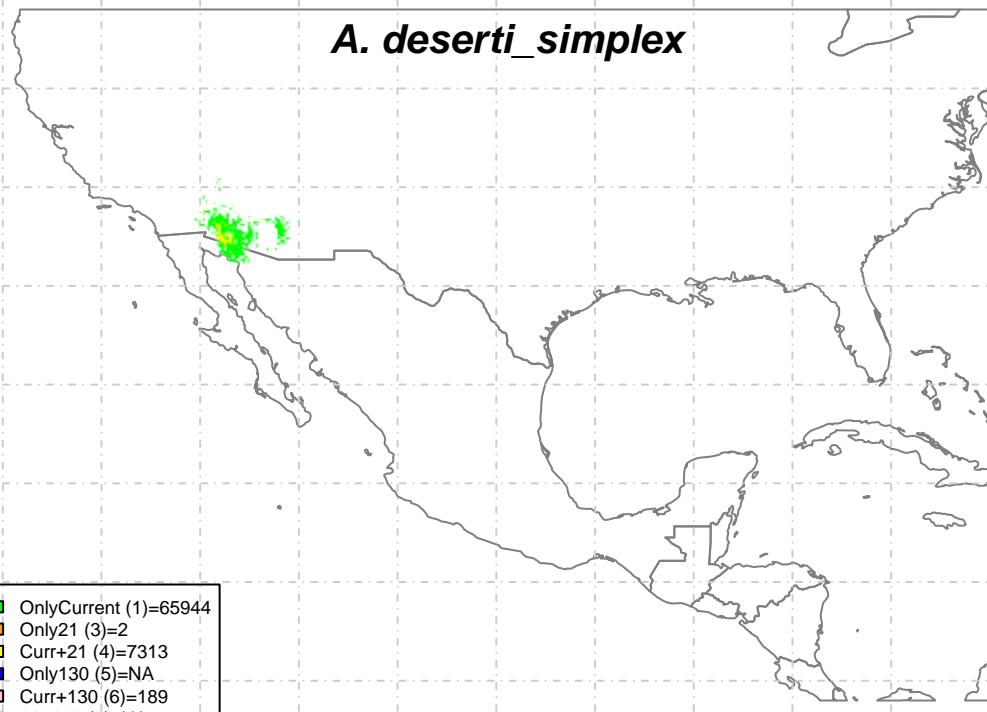 A. deserti_simplex
OnlyCurrent (1)=65944
Only21 (3)=2
Curr+21 (4)=7313
Only130 (5)=NA
Curr+130 (6)=189